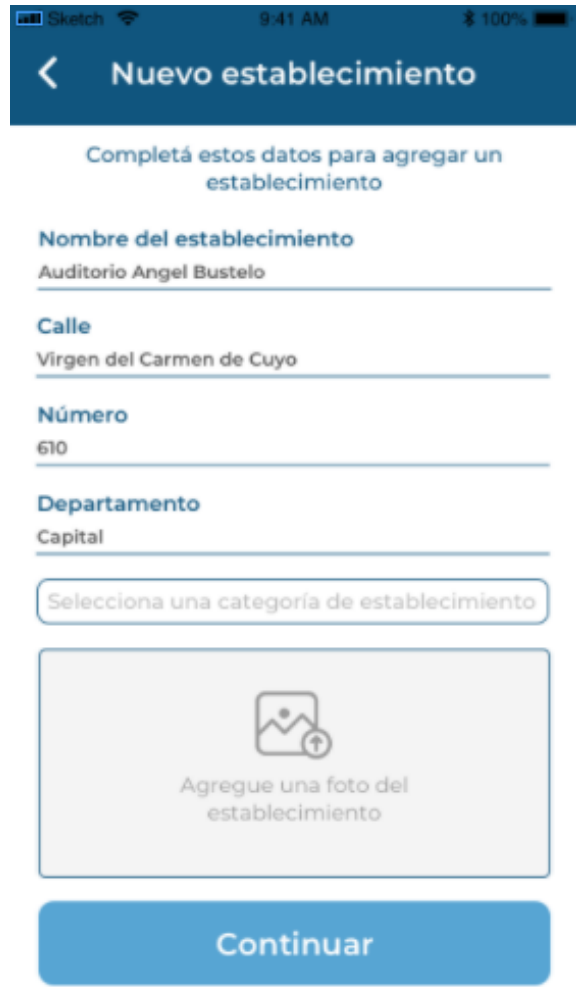 Sketch 9:41 AM 100%
Nuevo establecimiento
Completá estos datos para agregar un
establecimiento
Nombre del establecimiento
Auditorio Angel Bustelo
Calle
Virgen del Carmen de Cuyo
Número
610
Departamento
Capital
Selecciona una categoría de establecimiento
Agregue una foto del
establecimiento
Continuar